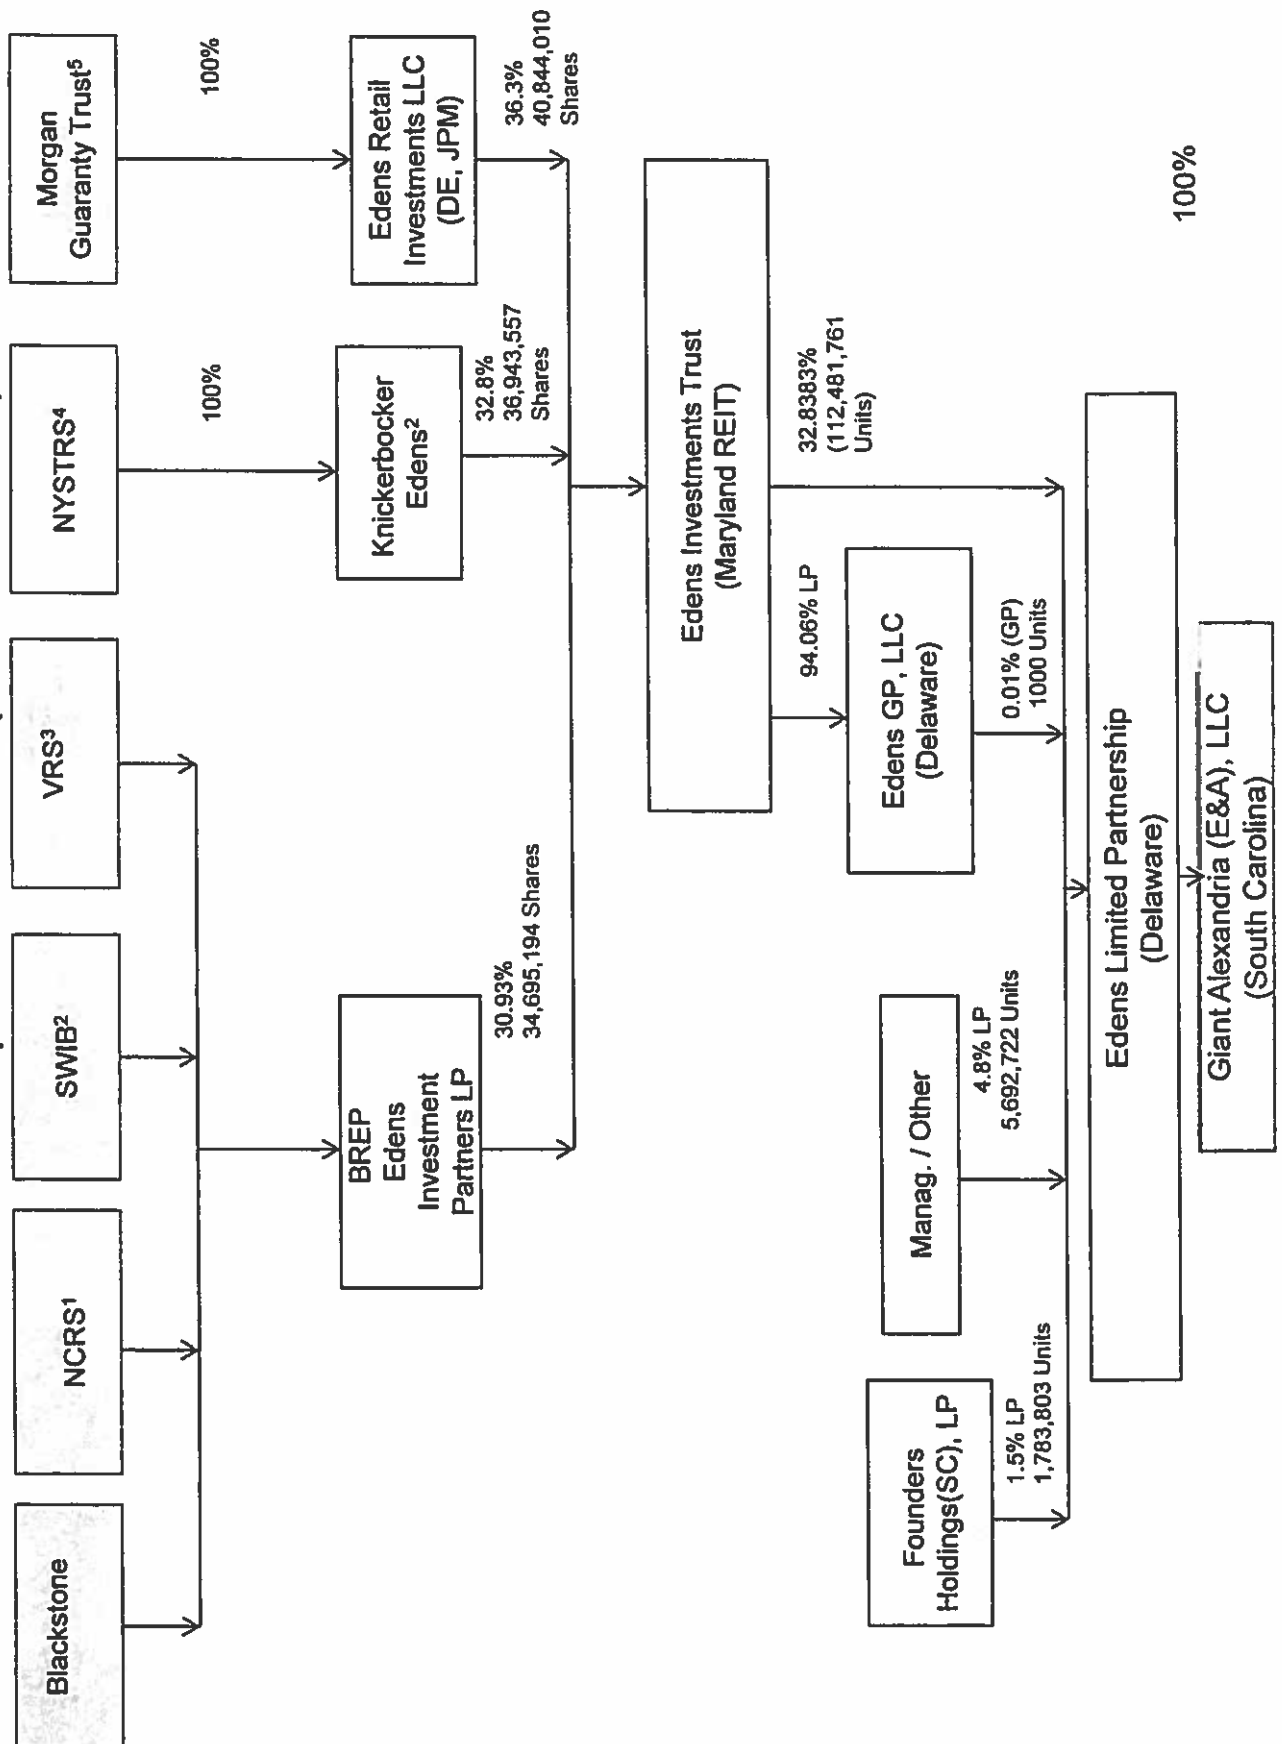 Blackstone
NCRS1
SWIB2
VRS3
NYSTRS4
Morgan
Guaranty Trust5
100%
100%
BREP
Edens
Investment
Partners LP
Knickerbocker
Edens2
Edens Retail
Investments LLC
(DE, JPM)
30.93%
34,695,194 Shares
32.8%
36,943,557
Shares
36.3%
40,844,010
Shares
Edens Investments Trust
(Maryland REIT)
94.06% LP
32.8383%
(112,481,761
Units)
Founders
Holdings(SC), LP
Manag. / Other
Edens GP, LLC
(Delaware)
1.5% LP
1,783,803 Units
4.8% LP
5,692,722 Units
0.01% (GP)
1000 Units
Edens Limited Partnership
(Delaware)
100%
Giant Alexandria (E&A), LLC
(South Carolina)